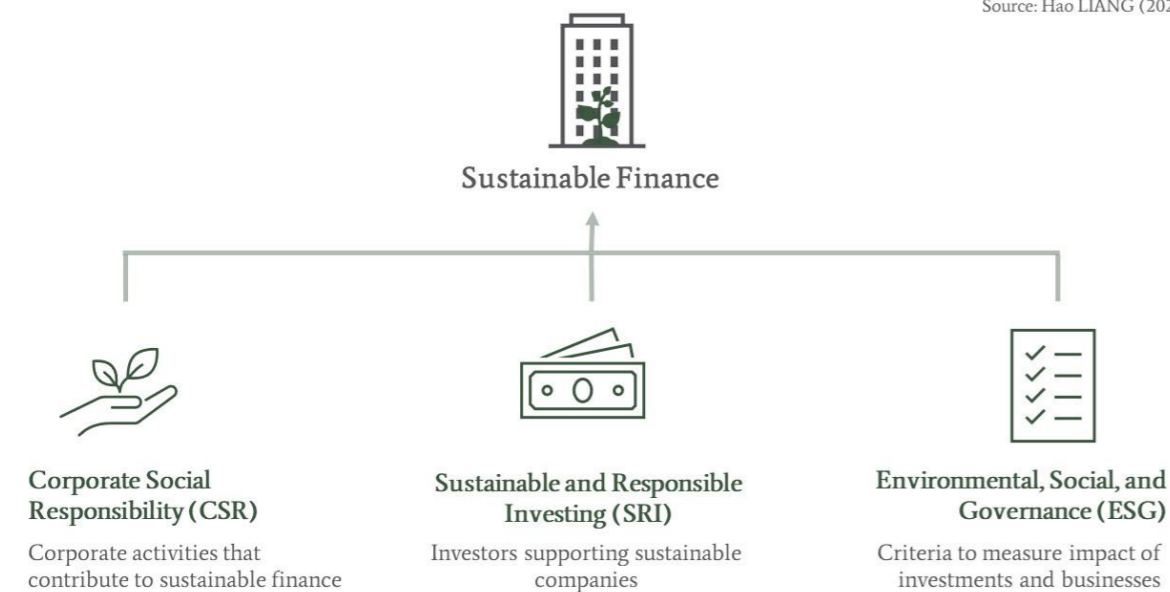 Source: Hao LIANG (202
Sustainable Finance
Corporate Social
Responsibility (CSR)
Corporate activities that
contribute to sustainable finance
Sustainable and Responsible
Investing (SRI)
Investors supporting sustainable
companies
Environmental, Social, and
Governance (ESG)
Criteria to measure impact of
investments and businesses